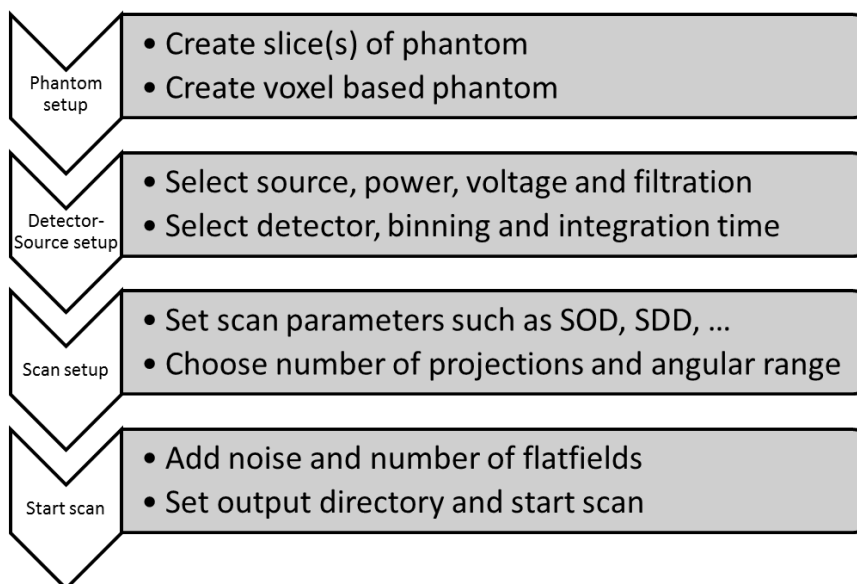 Phantom
setup
• Create slice(s) of phantom
• Create voxel based phantom
Detector-
Source setup
• Select source, power, voltage and filtration
• Select detector, binning and integration time
Scan setup
• Set scan parameters such as SOD, SDD, ...
• Choose number of projections and angular range
Start scan
• Add noise and number of flatfields
• Set output directory and start scan